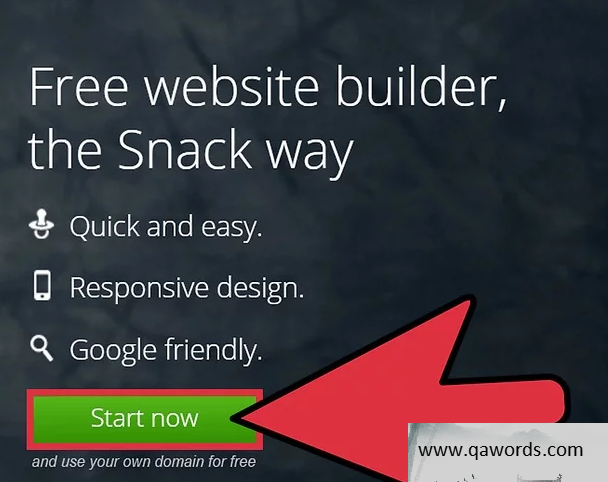 Free website builder,
the Snack way
Quick and easy.
Responsive design.
Google friendly.
Start now
and use your own domain for free
www.qawords.com